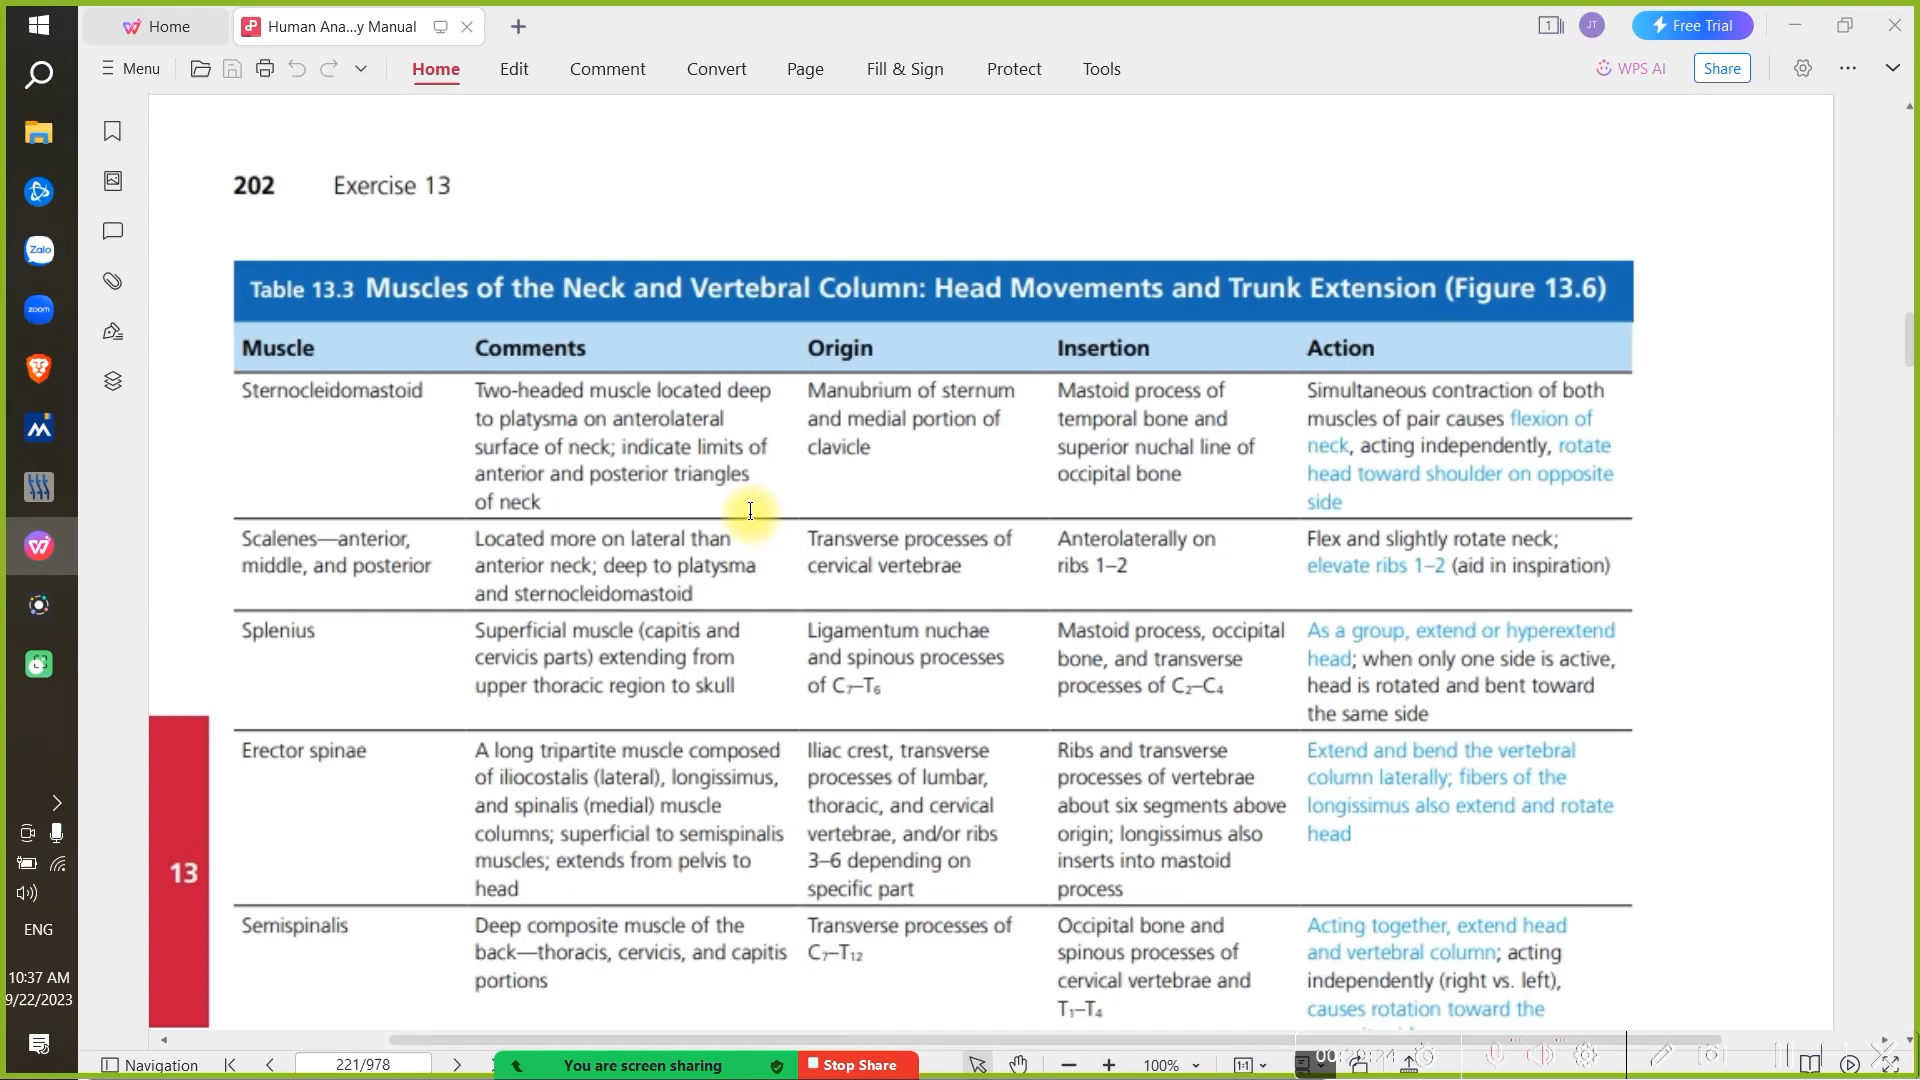 Home
Human Ana...y Manual
1
JT
Free Trial
Menu
Home
Edit
Comment
Convert
Page
Fill & Sign
Protect
Tools
WPS AI
Share
202 Exercise 13
Table 13.3 Muscles of the Neck and Vertebral Column: Head Movements and Trunk Extension (Figure 13.6)
Muscle Comments Origin Insertion Action
Sternocleidomastoid
Two-headed muscle located deep
to platysma on anterolateral
surface of neck; indicate limits of
anterior and posterior triangles
of neck
Manubrium of sternum
and medial portion of
clavicle
Mastoid process of
temporal bone and
superior nuchal line of
occipital bone
Simultaneous contraction of both
muscles of pair causes flexion of
neck, acting independently, rotate
head toward shoulder on opposite
side
Scalenes—anterior,
middle, and posterior
Located more on lateral than
anterior neck; deep to platysma
and sternocleidomastoid
Transverse processes of
cervical vertebrae
Anterolaterally on
ribs 1–2
Flex and slightly rotate neck;
elevate ribs 1–2 (aid in inspiration)
Splenius
Superficial muscle (capitis and
cervicis parts) extending from
upper thoracic region to skull
Ligamentum nuchae
and spinous processes
of C₇–T₆
Mastoid process, occipital
bone, and transverse
processes of C₂–C₄
As a group, extend or hyperextend
head; when only one side is active,
head is rotated and bent toward
the same side
Erector spinae
A long tripartite muscle composed
of iliocostalis (lateral), longissimus,
and spinalis (medial) muscle
columns; superficial to semispinalis
muscles; extends from pelvis to
head
Iliac crest, transverse
processes of lumbar,
thoracic, and cervical
vertebrae, and/or ribs
3–6 depending on
specific part
Ribs and transverse
processes of vertebrae
about six segments above
origin; longissimus also
inserts into mastoid
process
Extend and bend the vertebral
column laterally; fibers of the
longissimus also extend and rotate
head
Semispinalis
Deep composite muscle of the
back—thoracis, cervicis, and capitis
portions
Transverse processes of
C₇–T₁₂
Occipital bone and
spinous processes of
cervical vertebrae and
T₁–T₄
Acting together, extend head
and vertebral column; acting
independently (right vs. left),
causes rotation toward the
13
Zalo
zoom
ENG
10:37 AM
9/22/2023
Navigation
221/978
You are screen sharing
Stop Share
100%
1:1